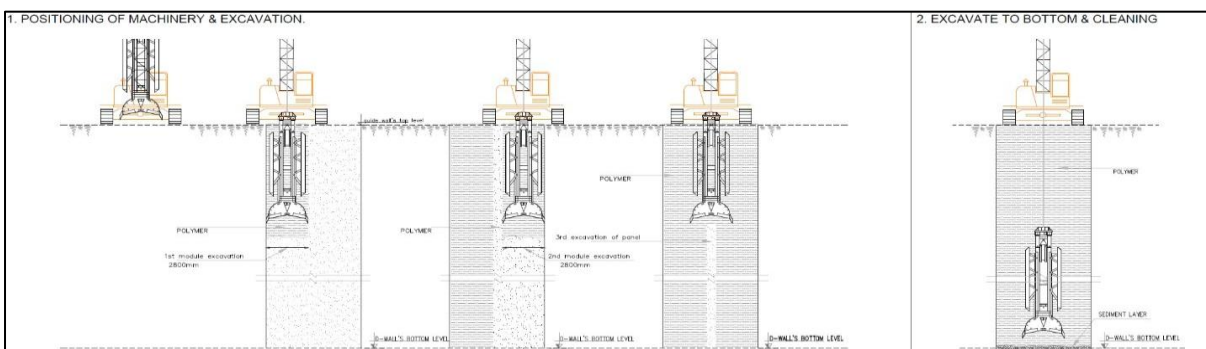 1. POSITIONING OF MACHINERY & EXCAVATION.
2. EXCAVATE TO BOTTOM & CLEANING
guide wall's top level
POLYMER
POLYMER
POLYMER
POLYMER
1st module excavation
2800mm
3rd excavation of panel
2nd module excavation
2800mm
SEDIMENT LAYER
D-WALL'S BOTTOM LEVEL
D-WALL'S BOTTOM LEVEL
D-WALL'S BOTTOM LEVEL
D-WALL'S BOTTOM LEVEL